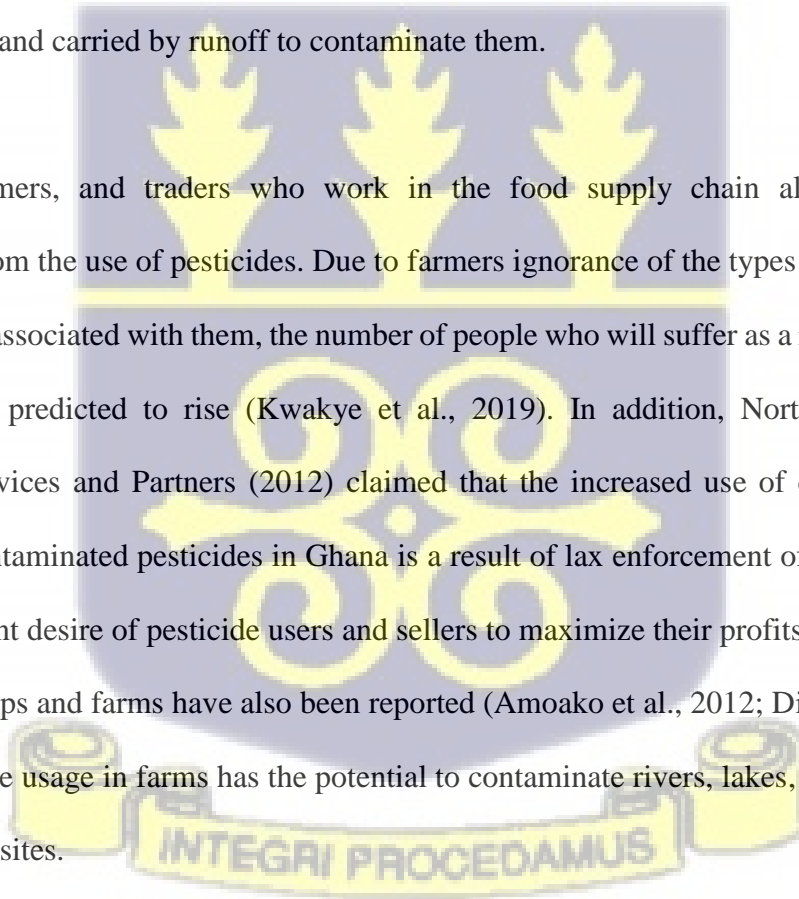 and carried by runoff to contaminate them.
mers, and traders who work in the food supply chain al
om the use of pesticides. Due to farmers ignorance of the types
associated with them, the number of people who will suffer as a
predicted to rise (Kwakye et al., 2019). In addition, Nort
vices and Partners (2012) claimed that the increased use of
ntaminated pesticides in Ghana is a result of lax enforcement o
nt desire of pesticide users and sellers to maximize their profits
ps and farms have also been reported (Amoako et al., 2012; Di
e usage in farms has the potential to contaminate rivers, lakes,
sites.
INTEGRI PROCEDAMUS